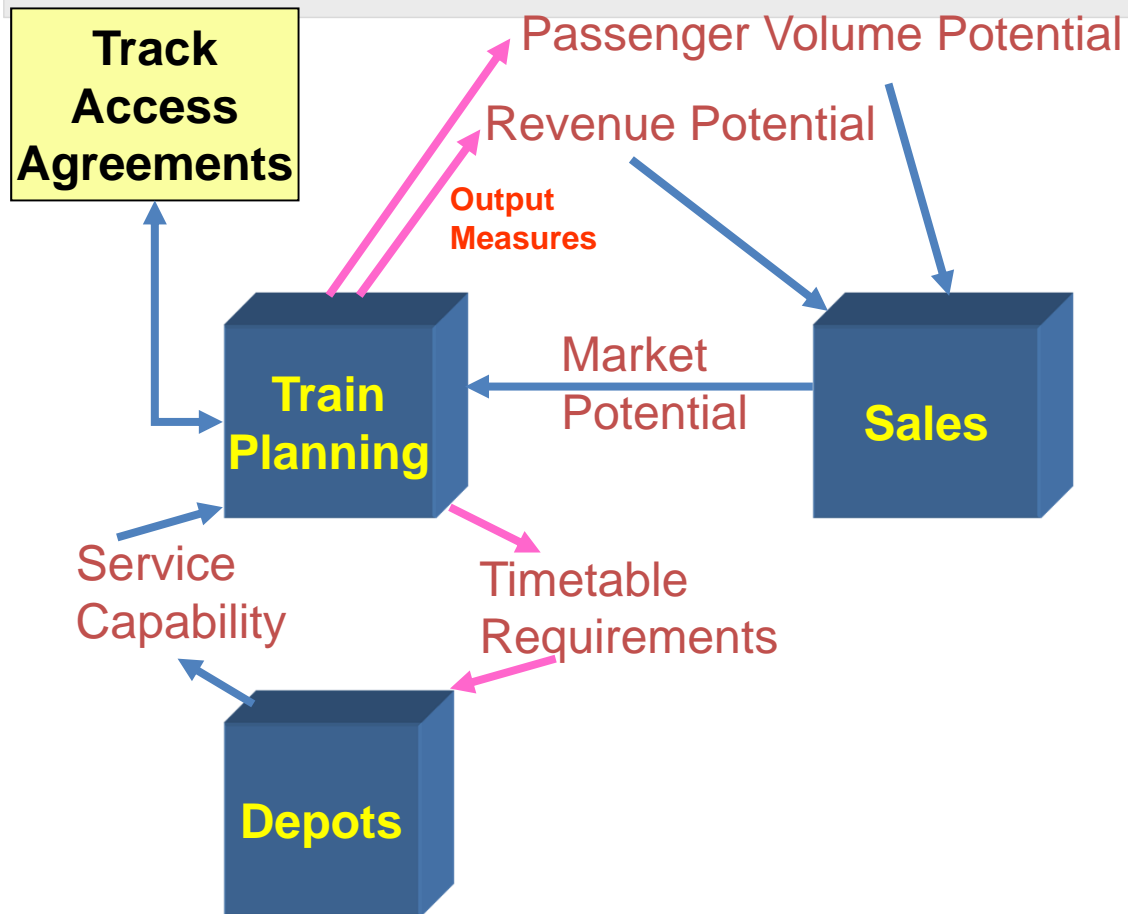 Track
Access
Agreements
Passenger Volume Potential
Revenue Potential
Output
Measures
Market
Potential
Train
Planning
Sales
Service
Capability
Timetable
Requirements
Depots